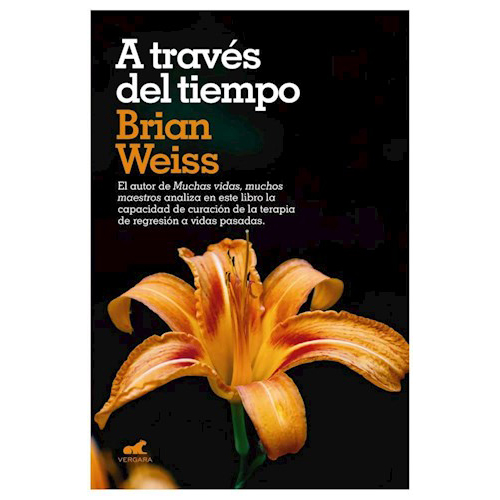 A través
del tiempo
Brian
Weiss
El autor de Muchas vidas, muchos
maestros analiza en este libro la
capacidad de curación de la terapia
de regresión a vidas pasadas.
VERGARA